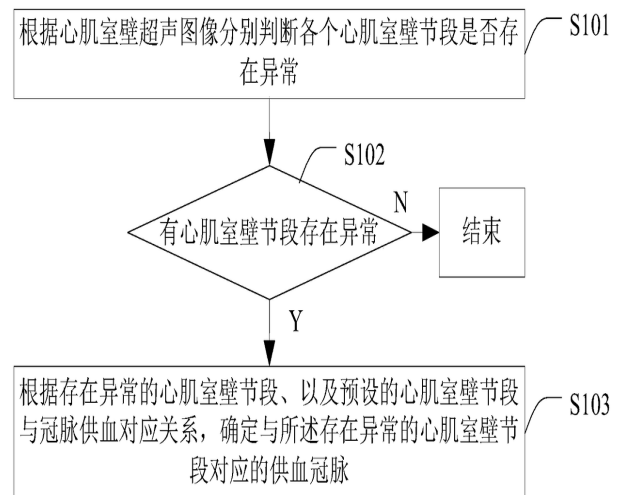 根据心肌室壁超声图像分别判断各个心肌室壁节段是否存
在异常
S101
S102
有心肌室壁节段存在异常
N
结束
Y
根据存在异常的心肌室壁节段、以及预设的心肌室壁节段
与冠脉供血对应关系，确定与所述存在异常的心肌室壁节
段对应的供血冠脉
S103